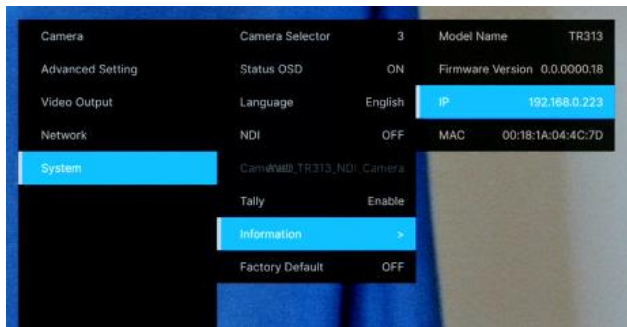 Camera
Advanced Setting
Video Output
Network
System
Camera Selector 3
Status OSD ON
Language English
NDI OFF
TR313_NDI_Camera
Tally Enable
Information >
Factory Default OFF
Model Name TR313
Firmware Version 0.0.0000.18
IP 192.168.0.223
MAC 00:18:1A:04:4C:7D